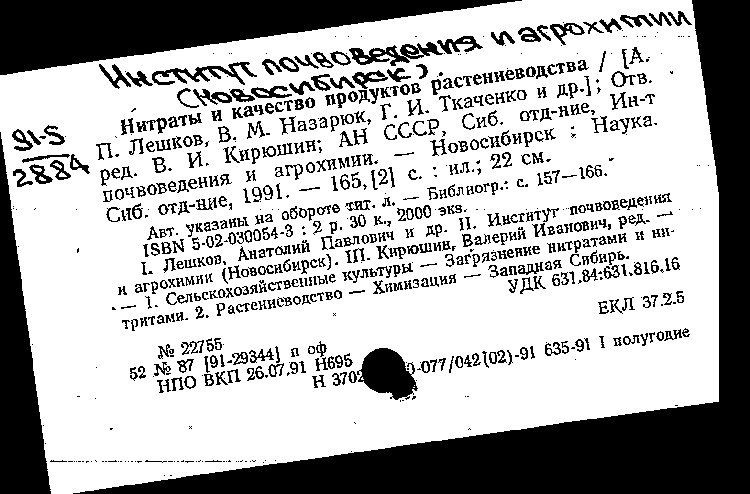 Институт почвоведения и агрохимии
(Новосибирск)
91-5
2884
Нитраты и качество продуктов растениеводства / [А.
П. Лешков, В. М. Назарюк, Г. И. Ткаченко и др.]; Отв.
ред. В. И. Кирюшин; АН СССР, Сиб. отд-ние, Ин-т
почвоведения и агрохимии. — Новосибирск : Наука.
Сиб. отд-ние, 1991. — 165,[2] с. : ил.; 22 см.
Авт. указаны на обороте тит. л. — Библиогр.: с. 157—166.
ISBN 5-02-030054-3 : 2 р. 30 к., 2000 экз.
I. Лешков, Анатолий Павлович и др. II. Институт почвоведения
и агрохимии (Новосибирск). III. Кирюшин, Валерий Иванович, ред. —
— 1. Сельскохозяйственные культуры — Загрязнение нитратами и ни-
тритами. 2. Растениеводство — Химизация — Западная Сибирь.
УДК 631.84:631.816.16
ЕКЛ 37.2.5
№ 22755
52 № 87 [91-29344] п оф
НПО ВКП 26.07.91 Н695
Н 3702 -077/042(02)-91 635-91 I полугодие